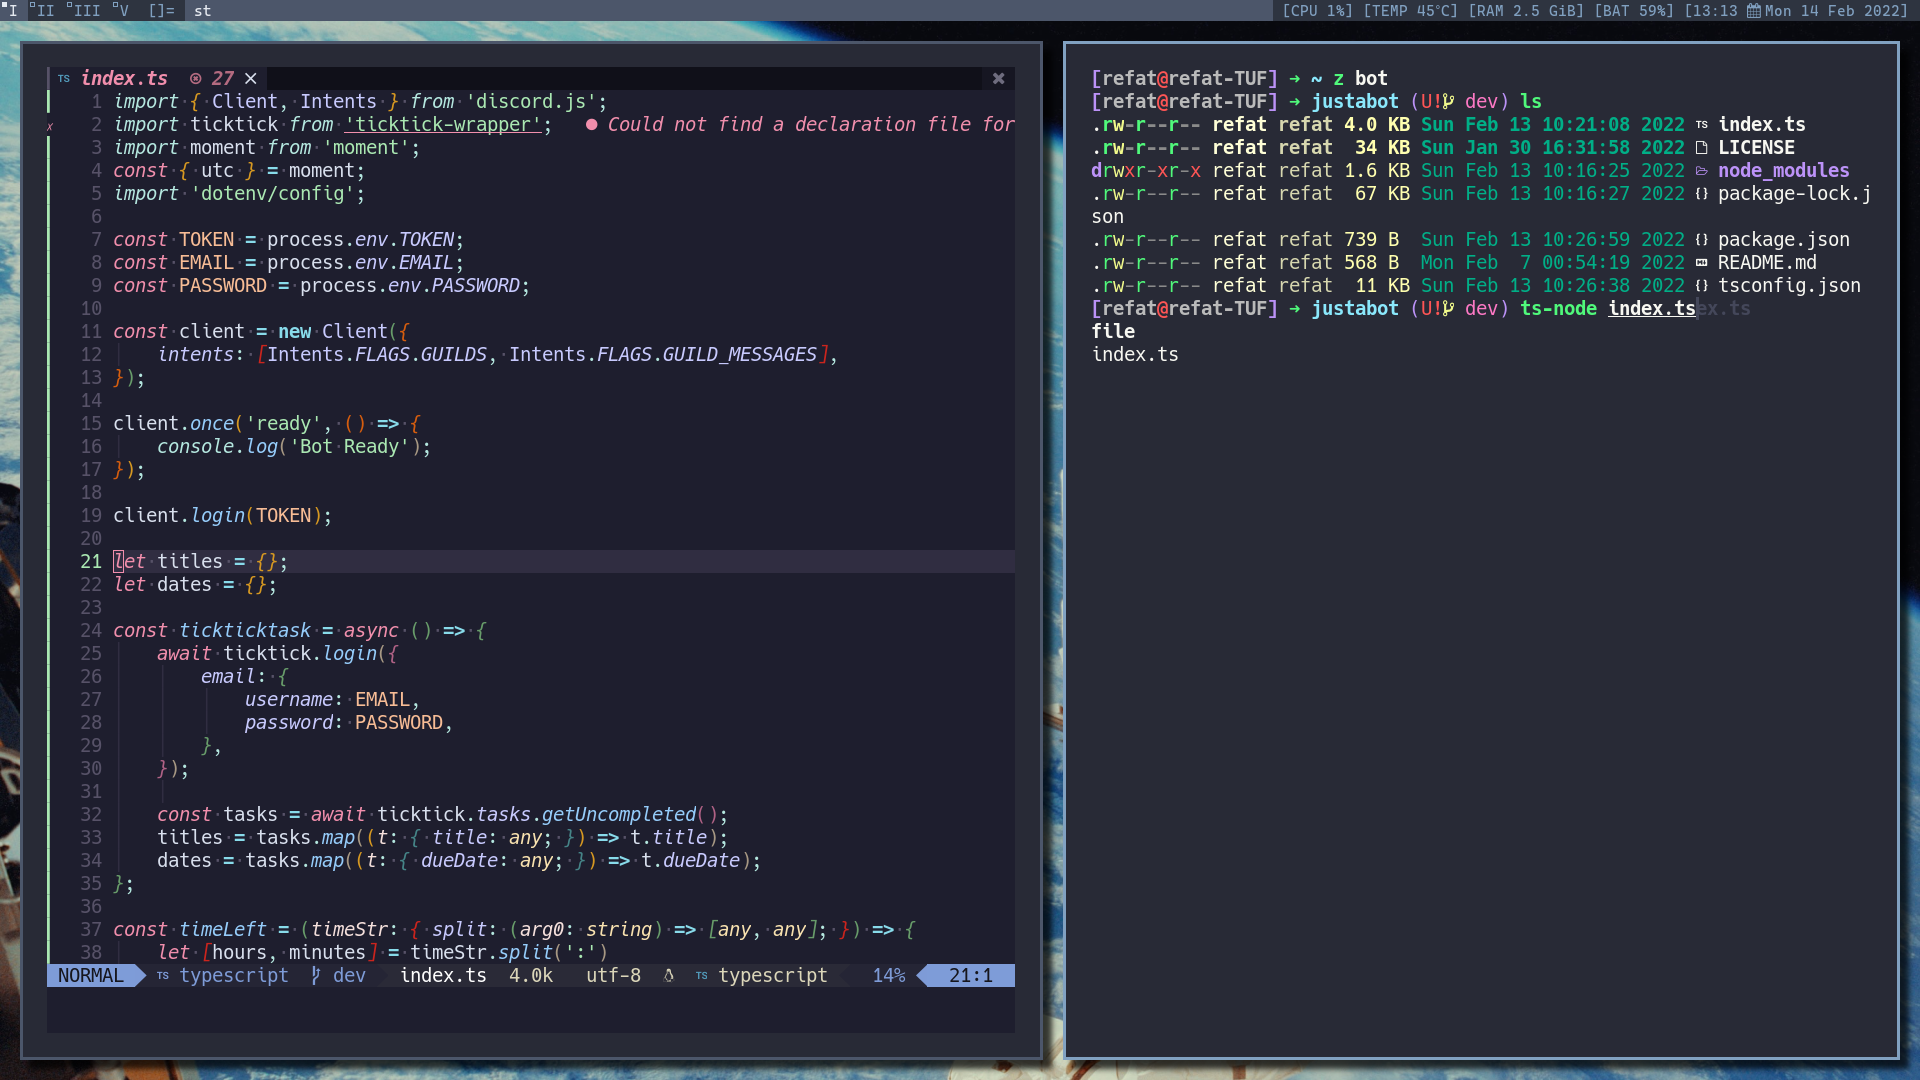 I II III V []= st [CPU 1%] [TEMP 45°C] [RAM 2.5 GiB] [BAT 59%] [13:13 Mon 14 Feb 2022]
TS index.ts 27
1 import { Client, Intents } from 'discord.js';
2 import ticktick from 'ticktick-wrapper'; ● Could not find a declaration file for
3 import moment from 'moment';
4 const { utc } = moment;
5 import 'dotenv/config';
6
7 const TOKEN = process.env.TOKEN;
8 const EMAIL = process.env.EMAIL;
9 const PASSWORD = process.env.PASSWORD;
10
11 const client = new Client({
12 intents: [Intents.FLAGS.GUILDS, Intents.FLAGS.GUILD_MESSAGES],
13 });
14
15 client.once('ready', () => {
16 console.log('Bot Ready');
17 });
18
19 client.login(TOKEN);
20
21 let titles = {};
22 let dates = {};
23
24 const tickticktask = async () => {
25 await ticktick.login({
26 email: {
27 username: EMAIL,
28 password: PASSWORD,
29 },
30 });
31
32 const tasks = await ticktick.tasks.getUncompleted();
33 titles = tasks.map((t: { title: any; }) => t.title);
34 dates = tasks.map((t: { dueDate: any; }) => t.dueDate);
35 };
36
37 const timeLeft = (timeStr: { split: (arg0: string) => [any, any]; }) => {
38 let [hours, minutes] = timeStr.split(':')
NORMAL TS typescript dev index.ts 4.0k utf-8 TS typescript 14% 21:1
[refat@refat-TUF] → ~ z bot
[refat@refat-TUF] → justabot (U! dev) ls
.rw-r--r-- refat refat 4.0 KB Sun Feb 13 10:21:08 2022 TS index.ts
.rw-r--r-- refat refat 34 KB Sun Jan 30 16:31:58 2022 LICENSE
drwxr-xr-x refat refat 1.6 KB Sun Feb 13 10:16:25 2022 node_modules
.rw-r--r-- refat refat 67 KB Sun Feb 13 10:16:27 2022 {} package-lock.j
son
.rw-r--r-- refat refat 739 B Sun Feb 13 10:26:59 2022 {} package.json
.rw-r--r-- refat refat 568 B Mon Feb 7 00:54:19 2022 README.md
.rw-r--r-- refat refat 11 KB Sun Feb 13 10:26:38 2022 {} tsconfig.json
[refat@refat-TUF] → justabot (U! dev) ts-node index.tsex.ts
file
index.ts